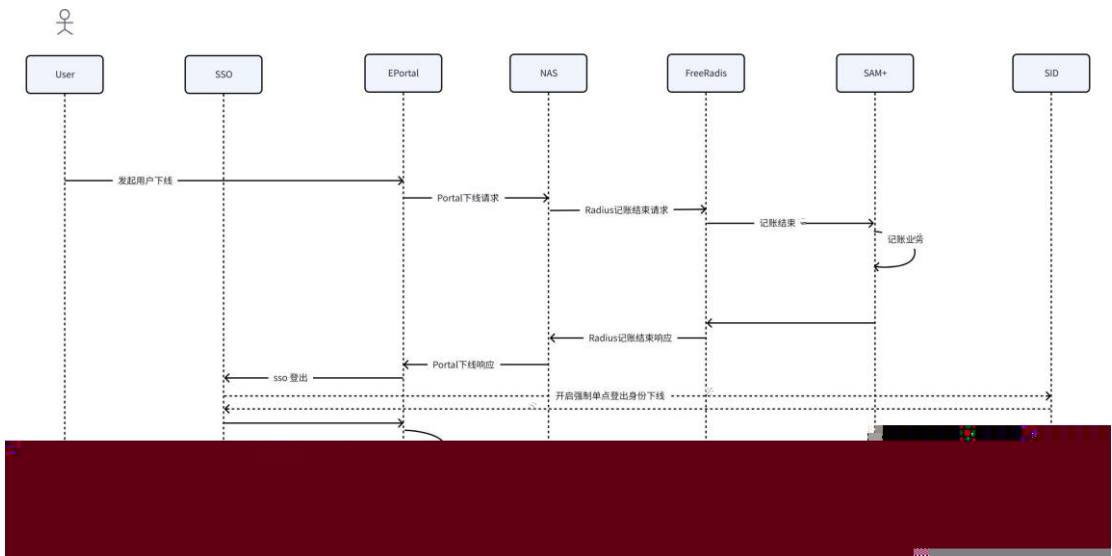 User
SSO
EPortal
NAS
FreeRadis
SAM+
SID
发起用户下线
Portal下线请求
Radius记账结束请求
记账结束
记账业务
Radius记账结束响应
Portal下线响应
sso 登出
开启强制单点登出身份下线